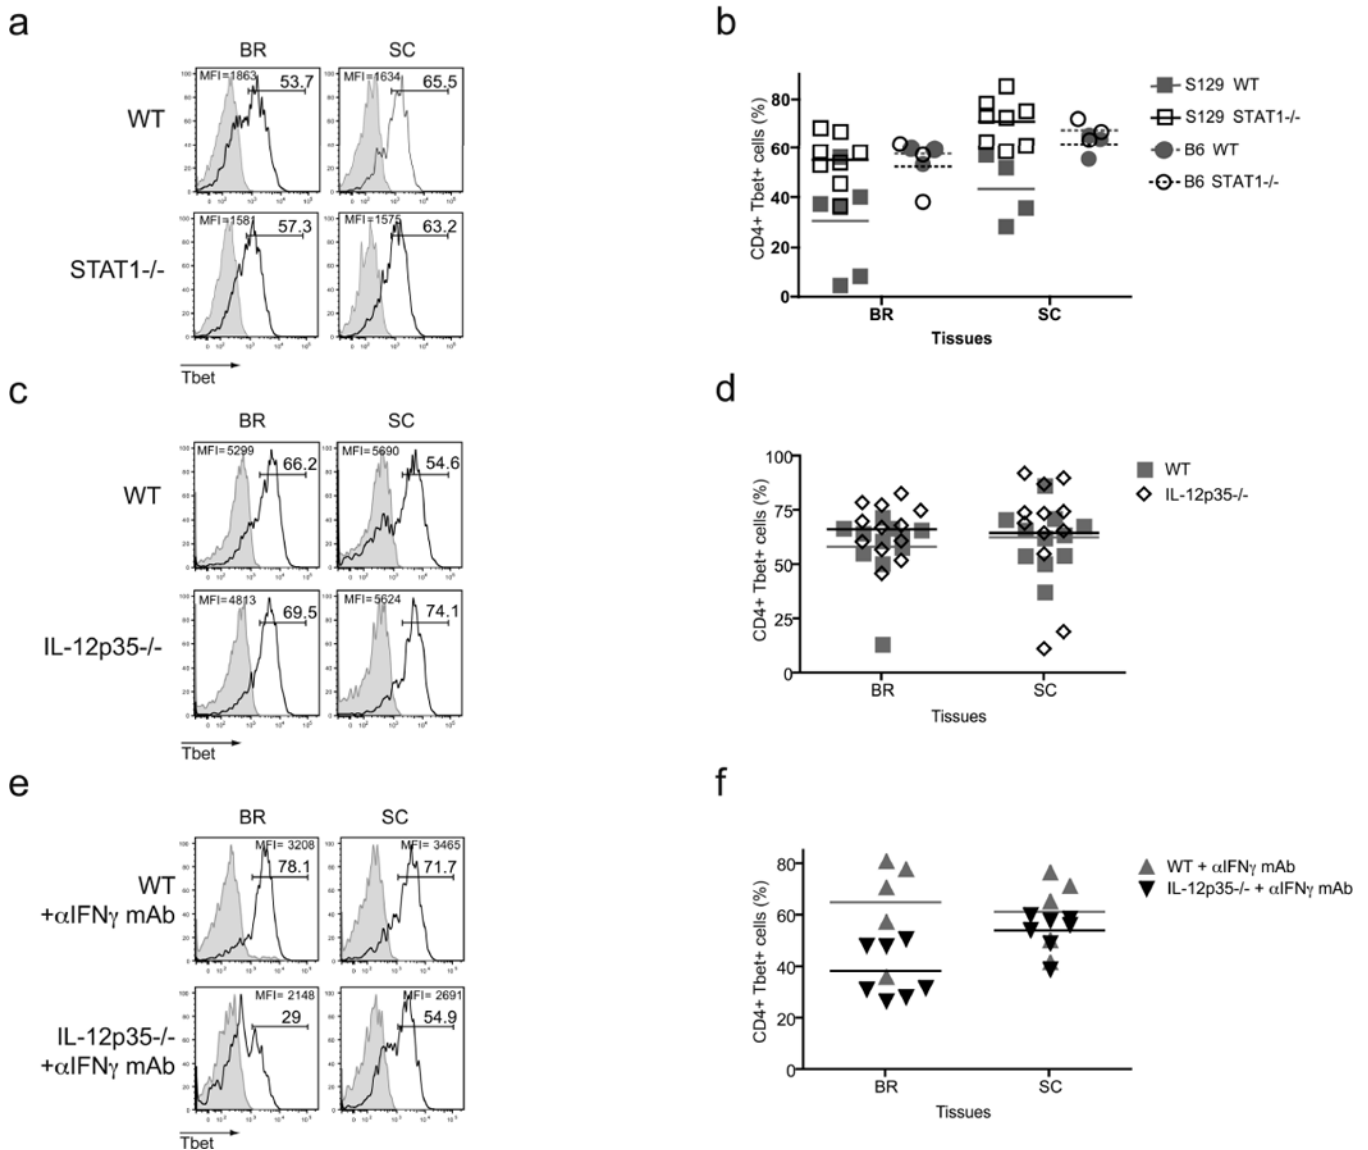 a
BR SC
WT
MFI=1863 53.7
MFI=1634 65.5
STAT1-/-
MFI=1581 57.3
MFI=1575 63.2
Tbet
b
CD4+ Tbet+ cells (%)
80
60
40
20
0
BR SC
Tissues
S129 WT
S129 STAT1-/-
B6 WT
B6 STAT1-/-
c
BR SC
WT
MFI=5299 66.2
MFI=5690 54.6
IL-12p35-/-
MFI=4813 69.5
MFI=5624 74.1
Tbet
d
CD4+ Tbet+ cells (%)
100
75
50
25
0
BR SC
Tissues
WT
IL-12p35-/-
e
BR SC
WT
+αIFNγ mAb
MFI= 3208 78.1
MFI= 3465 71.7
IL-12p35-/-
+αIFNγ mAb
MFI= 2148 29
MFI= 2691 54.9
Tbet
f
CD4+ Tbet+ cells (%)
80
60
40
20
0
BR SC
Tissues
WT + αIFNγ mAb
IL-12p35-/- + αIFNγ mAb